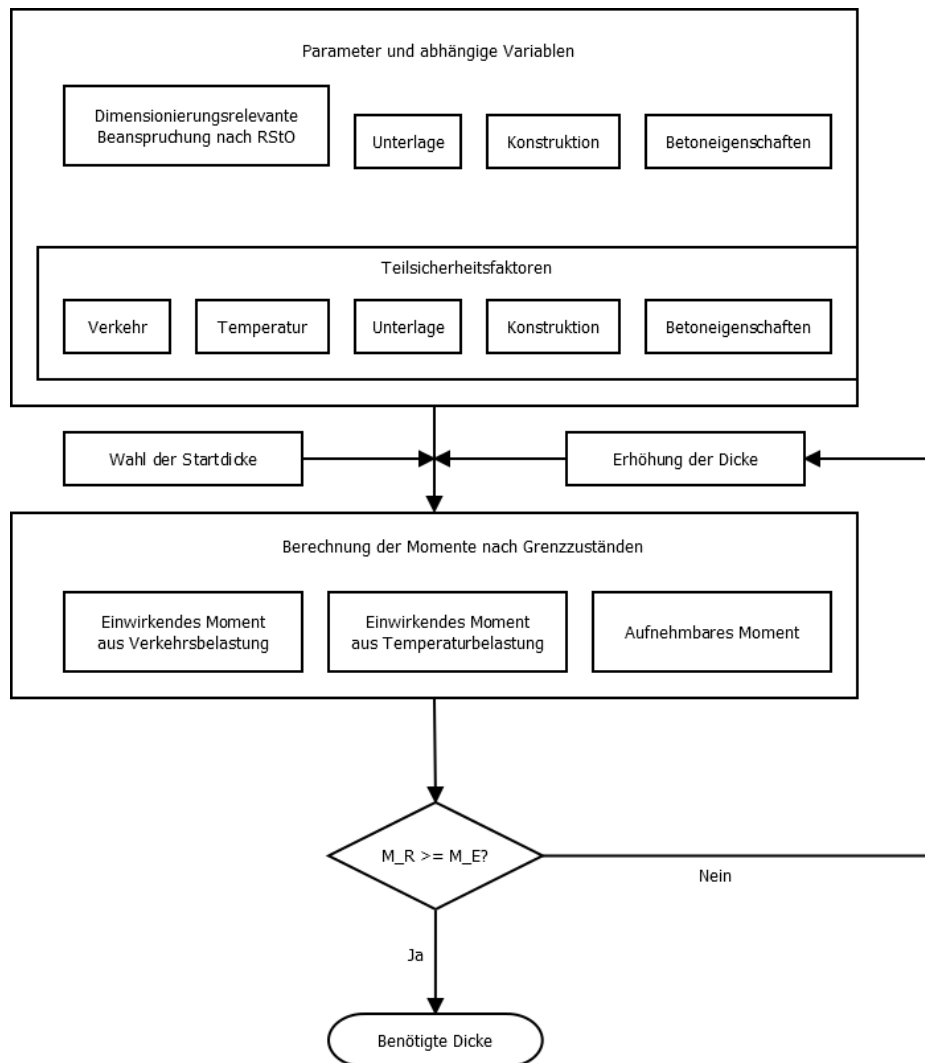 Parameter und abhängige Variablen
Dimensionierungsrelevante
Beanspruchung nach RStO
Unterlage
Konstruktion
Betoneigenschaften
Teilsicherheitsfaktoren
Verkehr
Temperatur
Unterlage
Konstruktion
Betoneigenschaften
Wahl der Startdicke
Erhöhung der Dicke
Berechnung der Momente nach Grenzzuständen
Einwirkendes Moment
aus Verkehrsbelastung
Einwirkendes Moment
aus Temperaturbelastung
Aufnehmbares Moment
M_R >= M_E?
Nein
Ja
Benötigte Dicke